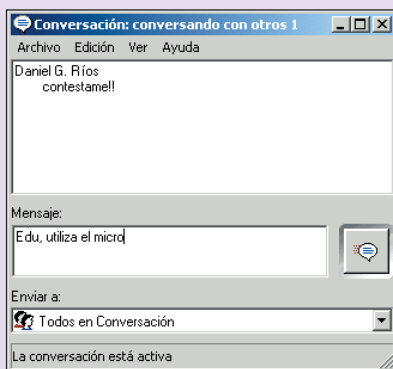 Conversación: conversando con otros 1
Archivo Edición Ver Ayuda
Daniel G. Ríos
contestame!!
Mensaje:
Edu, utiliza el micro
Enviar a:
Todos en Conversación
La conversación está activa